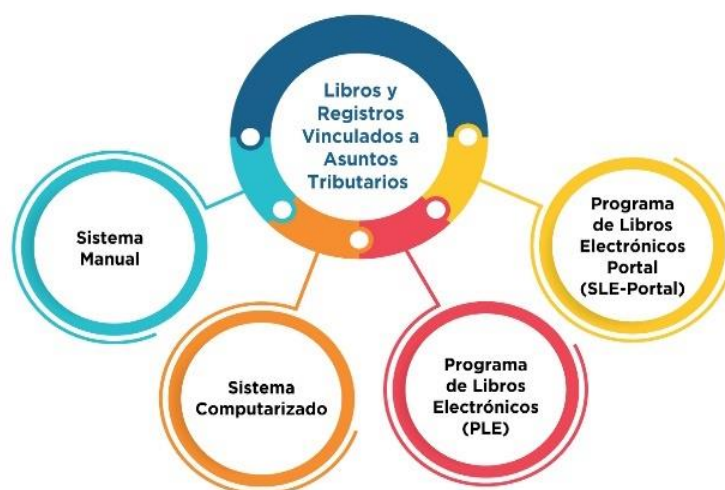 Libros y
Registros
Vinculados a
Asuntos
Tributarios
Sistema
Manual
Sistema
Computarizado
Programa
de Libros
Electrónicos
(PLE)
Programa
de Libros
Electrónicos
Portal
(SLE-Portal)